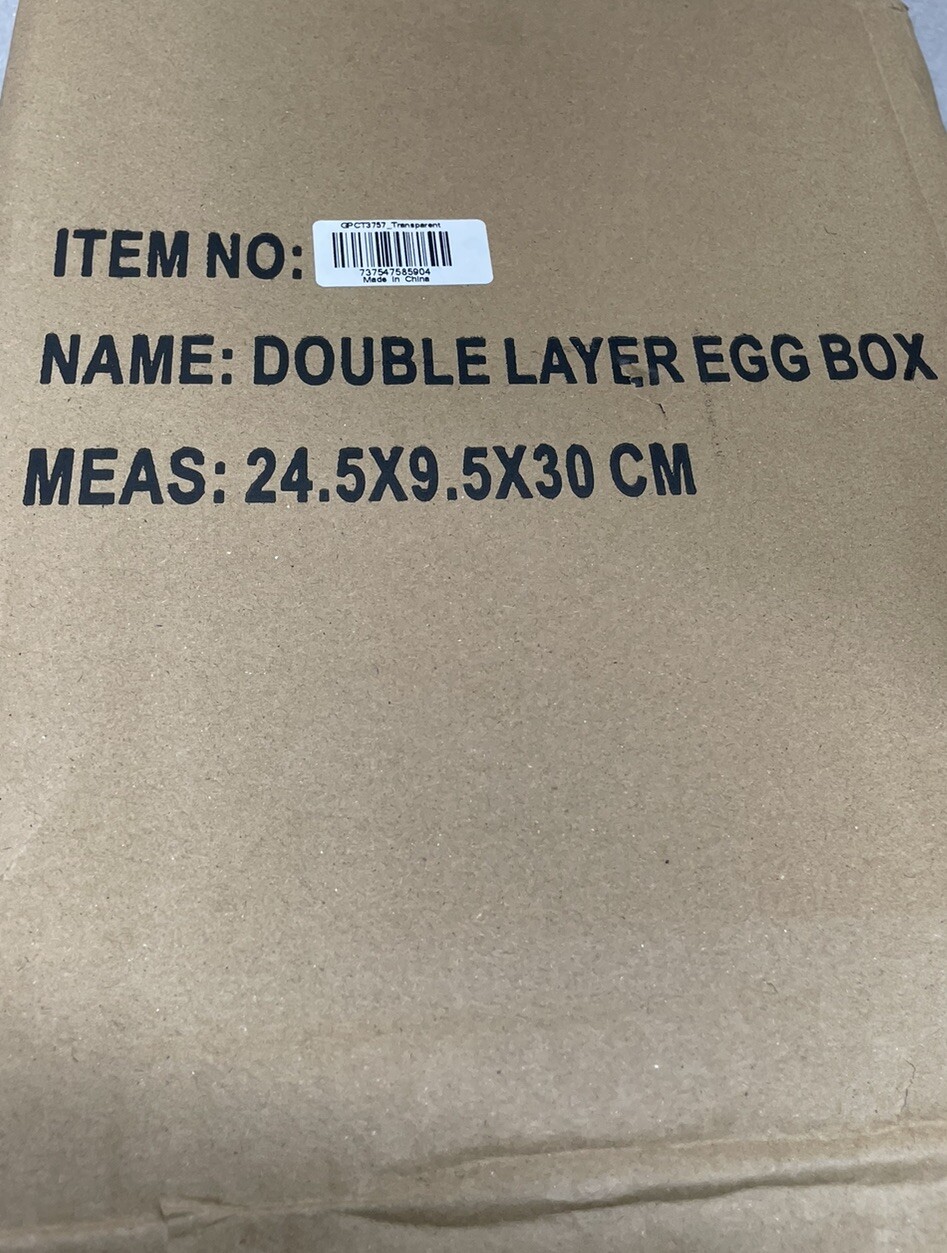 ITEM NO:
GPCT3757_Transparent
737547585904
Made in China
NAME: DOUBLE LAYER EGG BOX
MEAS: 24.5X9.5X30 CM